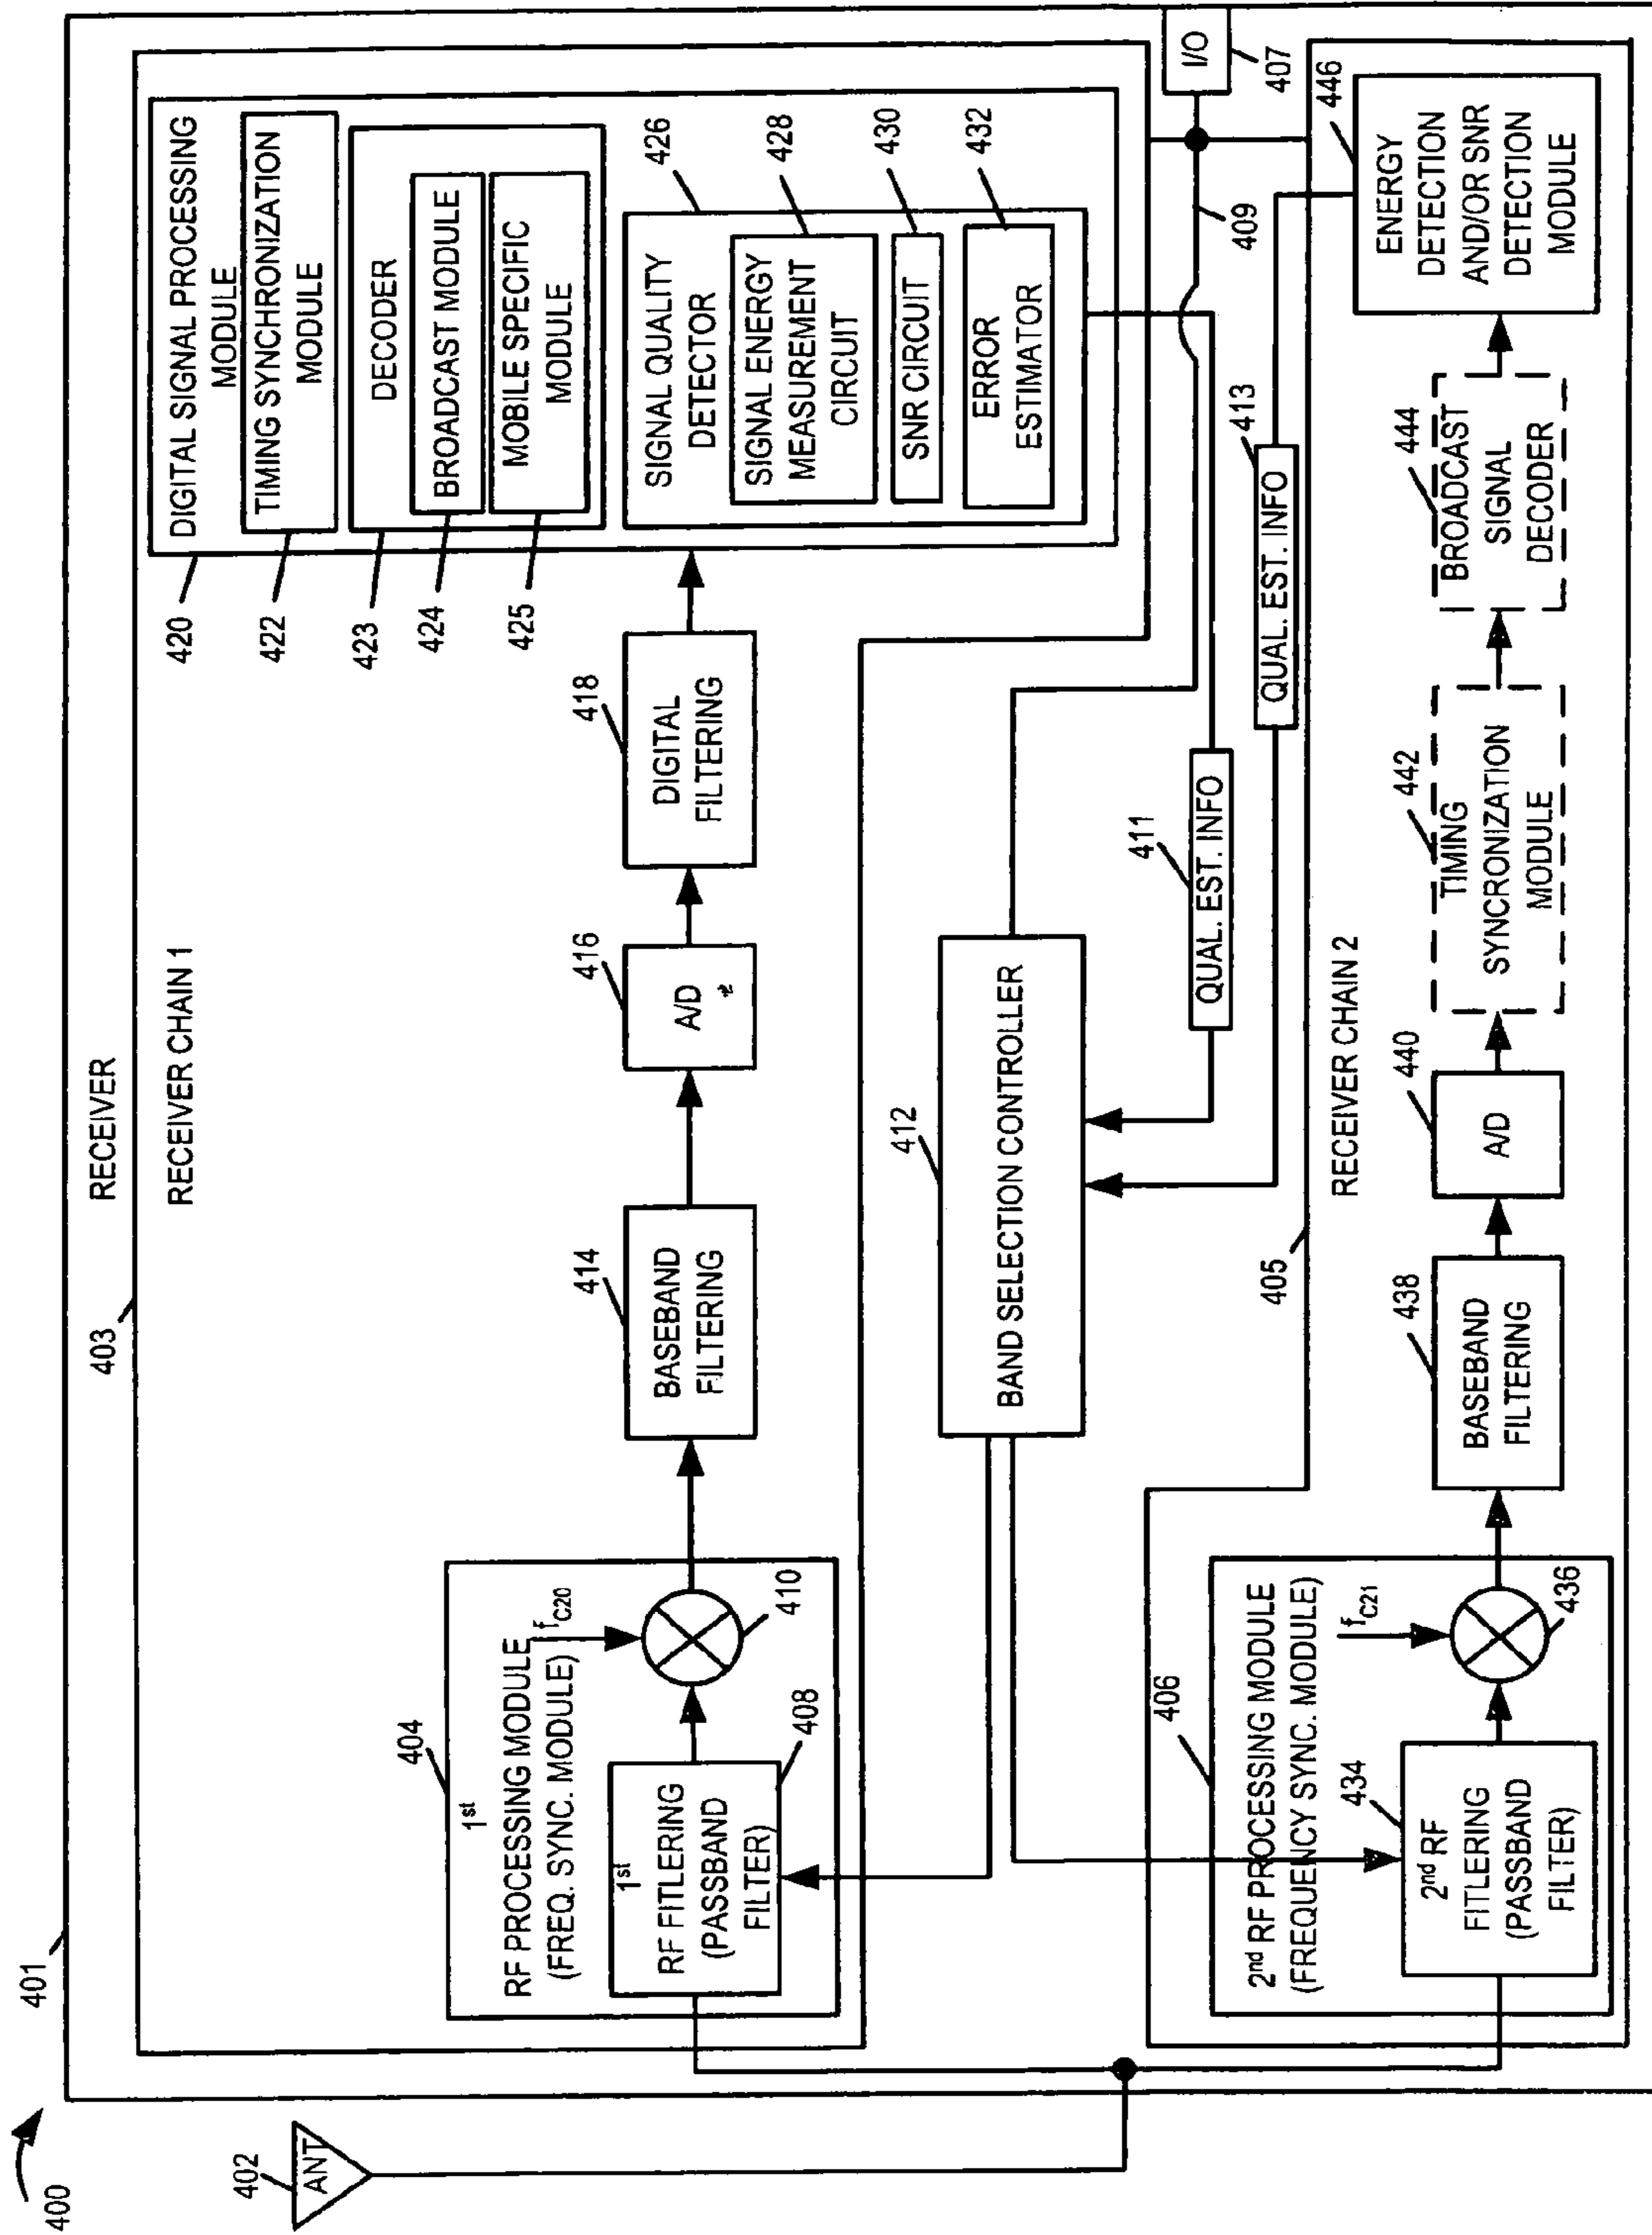 400
401
RECEIVER
403
RECEIVER CHAIN 1
402
ANT
404
1st
RF PROCESSING MODULE
(FREQ. SYNC. MODULE)
fC20
410
1st
RF FITLERING
(PASSBAND
FILTER)
408
414
BASEBAND
FILTERING
416
A/D
418
DIGITAL
FILTERING
420
DIGITAL SIGNAL PROCESSING
MODULE
422
TIMING SYNCHRONIZATION
MODULE
423
DECODER
424
BROADCAST MODULE
425
MOBILE SPECIFIC
MODULE
426
SIGNAL QUALITY
DETECTOR
428
SIGNAL ENERGY
MEASUREMENT
CIRCUIT
430
SNR CIRCUIT
432
ERROR
ESTIMATOR
412
BAND SELECTION CONTROLLER
411
QUAL. EST. INFO
413
QUAL. EST. INFO
409
I/O
407
405
RECEIVER CHAIN 2
406
2nd RF PROCESSING MODULE
(FREQUENCY SYNC. MODULE)
fC21
436
434
2nd RF
FITLERING
(PASSBAND
FILTER)
438
BASEBAND
FILTERING
440
A/D
442
TIMING
SYNCRONIZATION
MODULE
444
BROADCAST
SIGNAL
DECODER
446
ENERGY
DETECTION
AND/OR SNR
DETECTION
MODULE